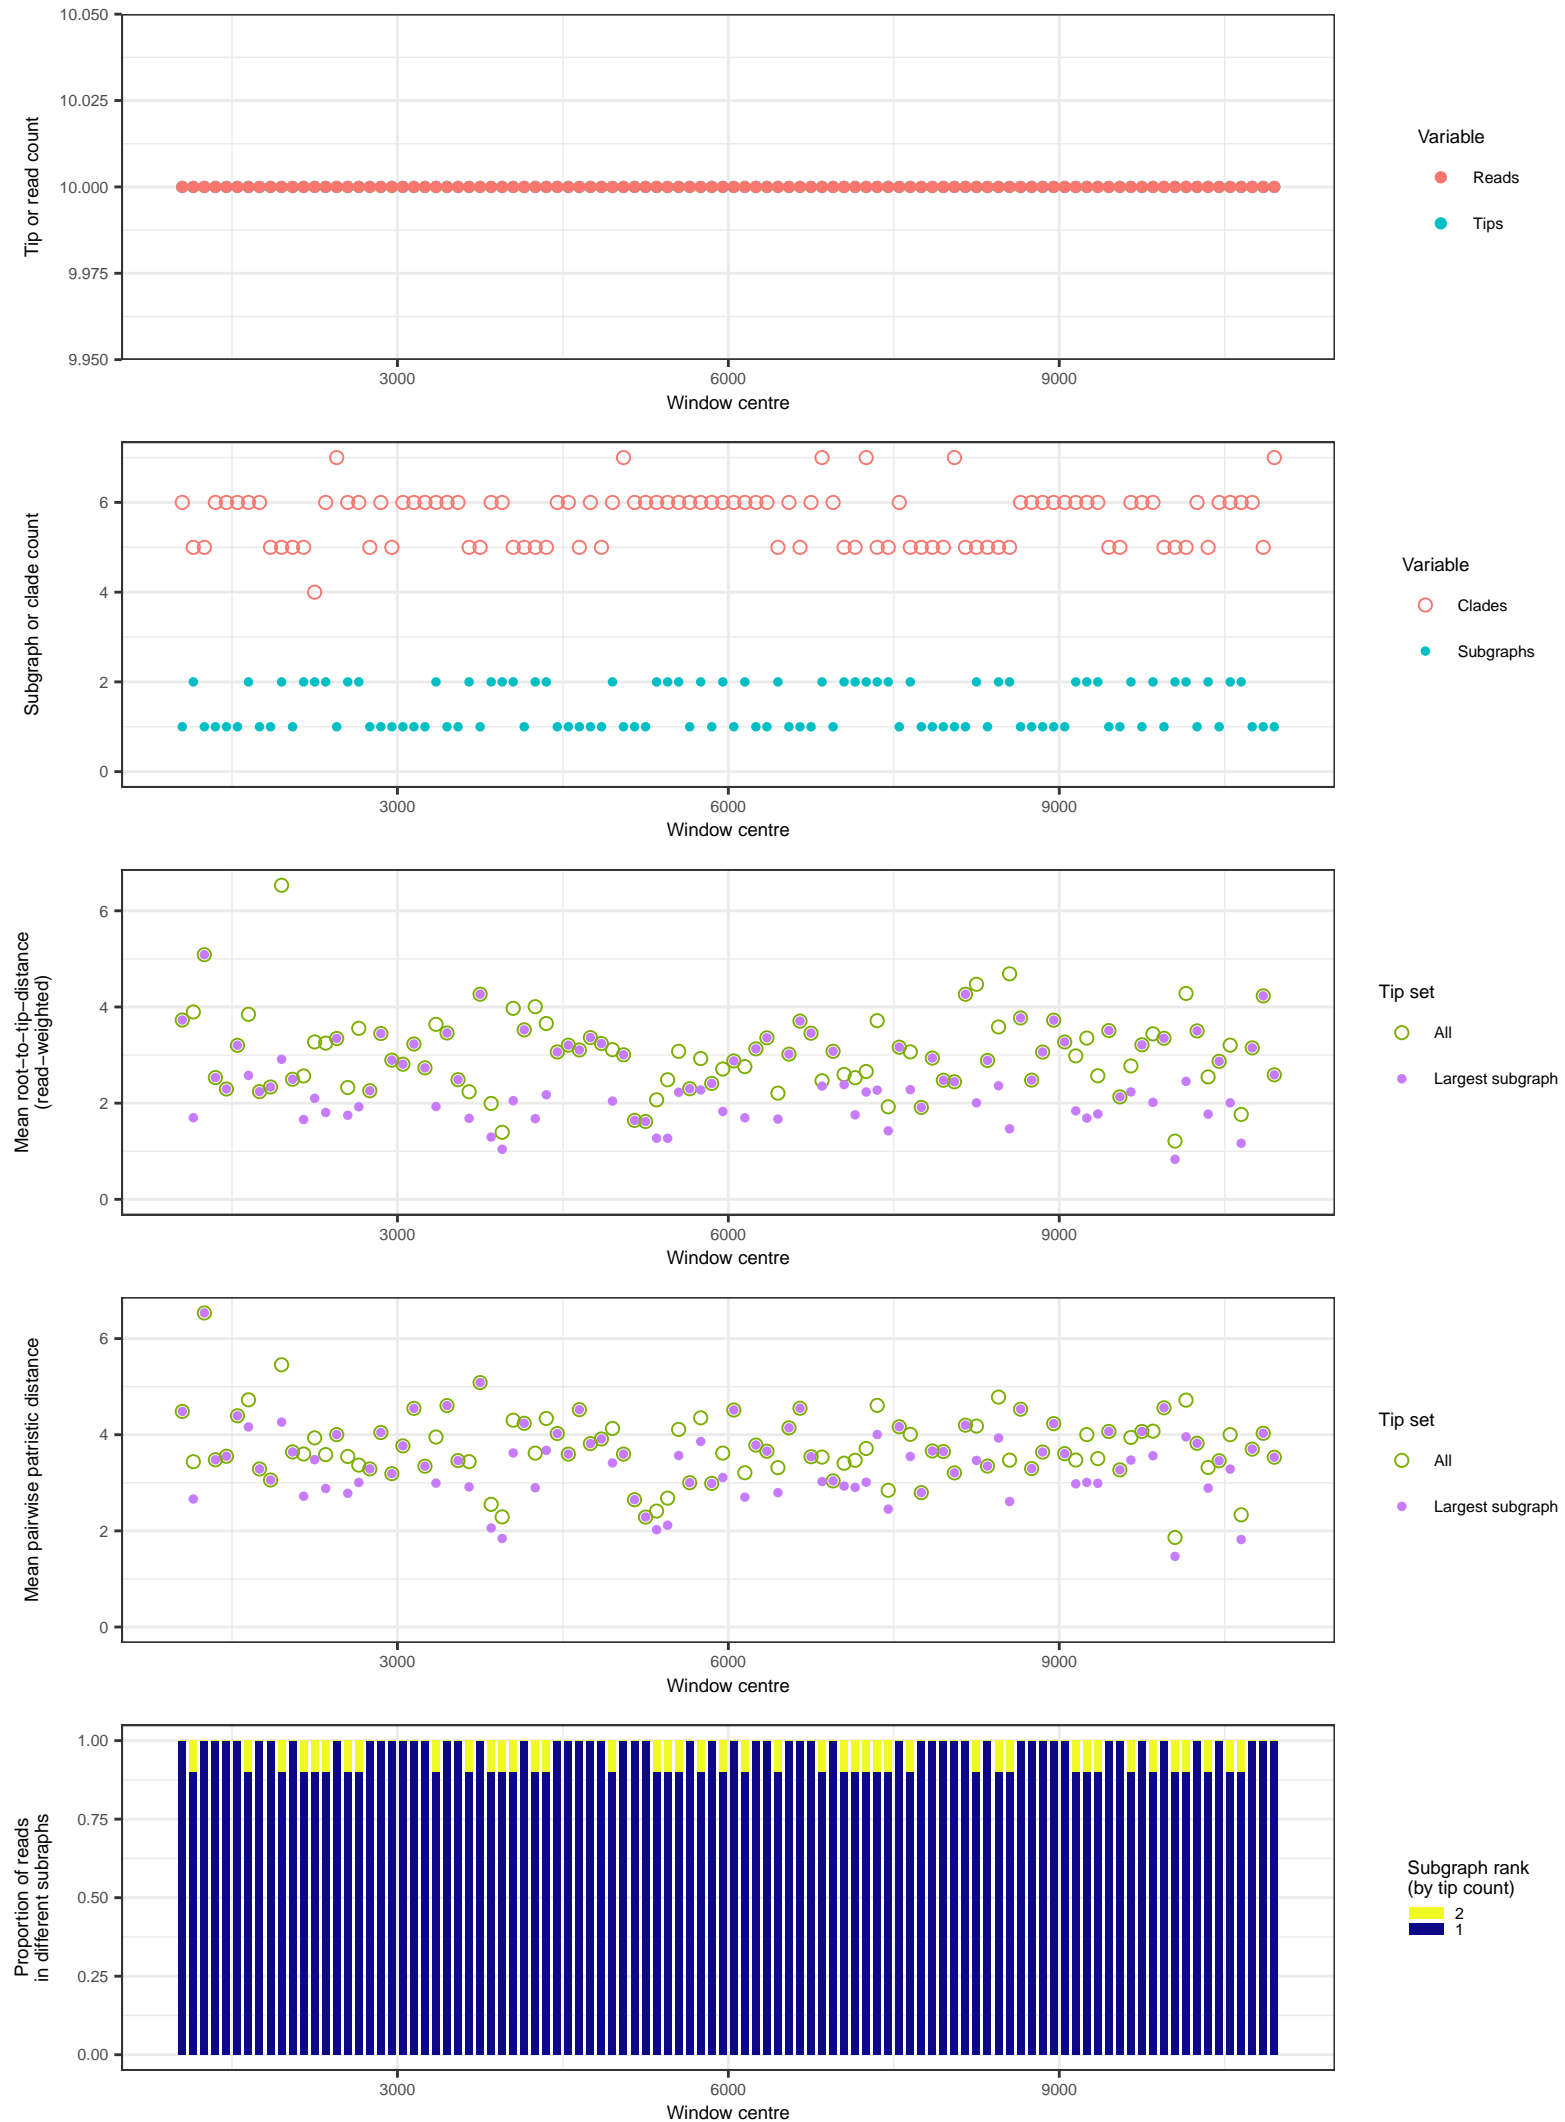 10.050
10.025
10.000
9.975
9.950
Tip or read count
3000
6000
9000
Window centre
Variable
Reads
Tips
6
4
2
0
Subgraph or clade count
3000
6000
9000
Window centre
Variable
Clades
Subgraphs
6
4
2
0
Mean root−to−tip−distance
(read−weighted)
3000
6000
9000
Window centre
Tip set
All
Largest subgraph
6
4
2
0
Mean pairwise patristic distance
3000
6000
9000
Window centre
Tip set
All
Largest subgraph
1.00
0.75
0.50
0.25
0.00
Proportion of reads
in different subraphs
3000
6000
9000
Window centre
Subgraph rank
(by tip count)
2
1